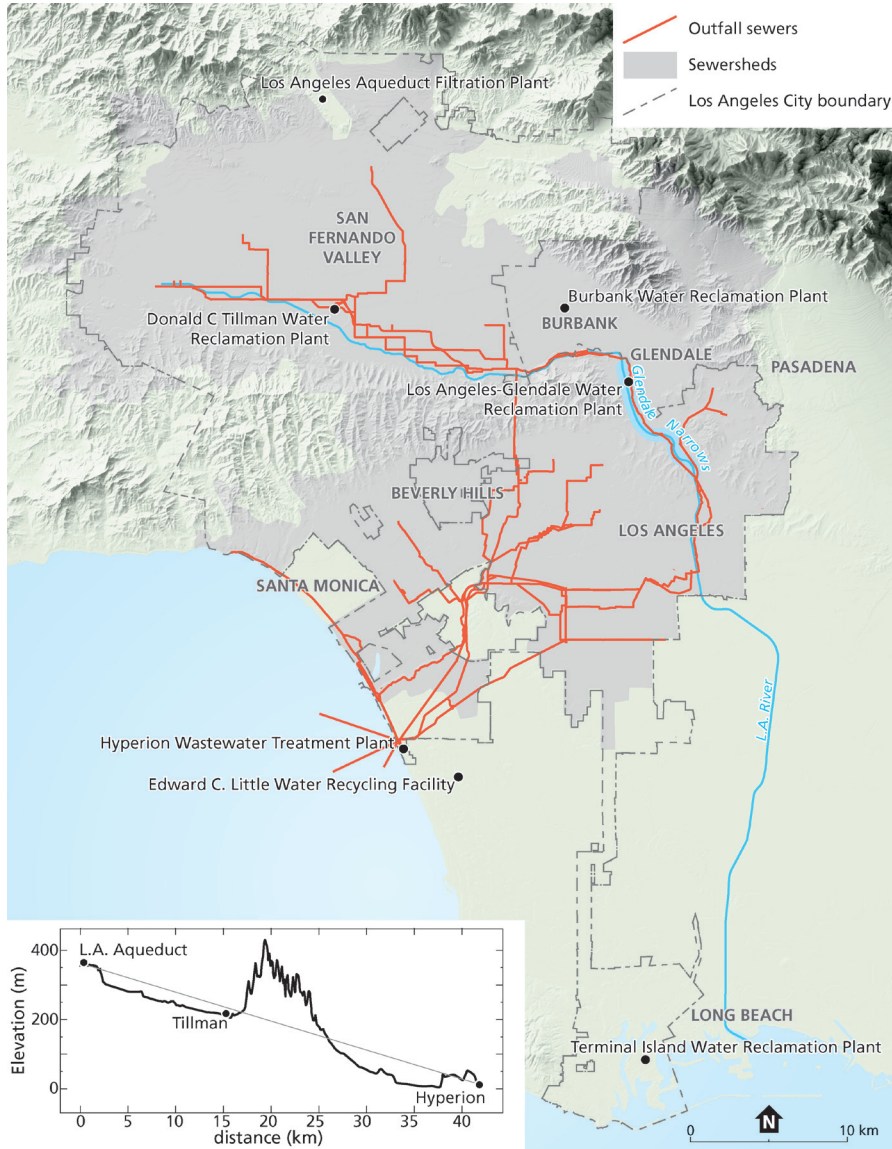 Outfall sewers
Sewersheds
Los Angeles City boundary
Los Angeles Aqueduct Filtration Plant
SAN
FERNANDO
VALLEY
Burbank Water Reclamation Plant
BURBANK
Donald C Tillman Water
Reclamation Plant
GLENDALE
PASADENA
Los Angeles-Glendale Water
Reclamation Plant
Glendale
Narrows
BEVERLY HILLS
LOS ANGELES
SANTA MONICA
L.A. River
Hyperion Wastewater Treatment Plant
Edward C. Little Water Recycling Facility
LONG BEACH
Terminal Island Water Reclamation Plant
N
0 10 km
Elevation (m)
400
200
0
L.A. Aqueduct
Tillman
Hyperion
0 5 10 15 20 25 30 35 40
distance (km)